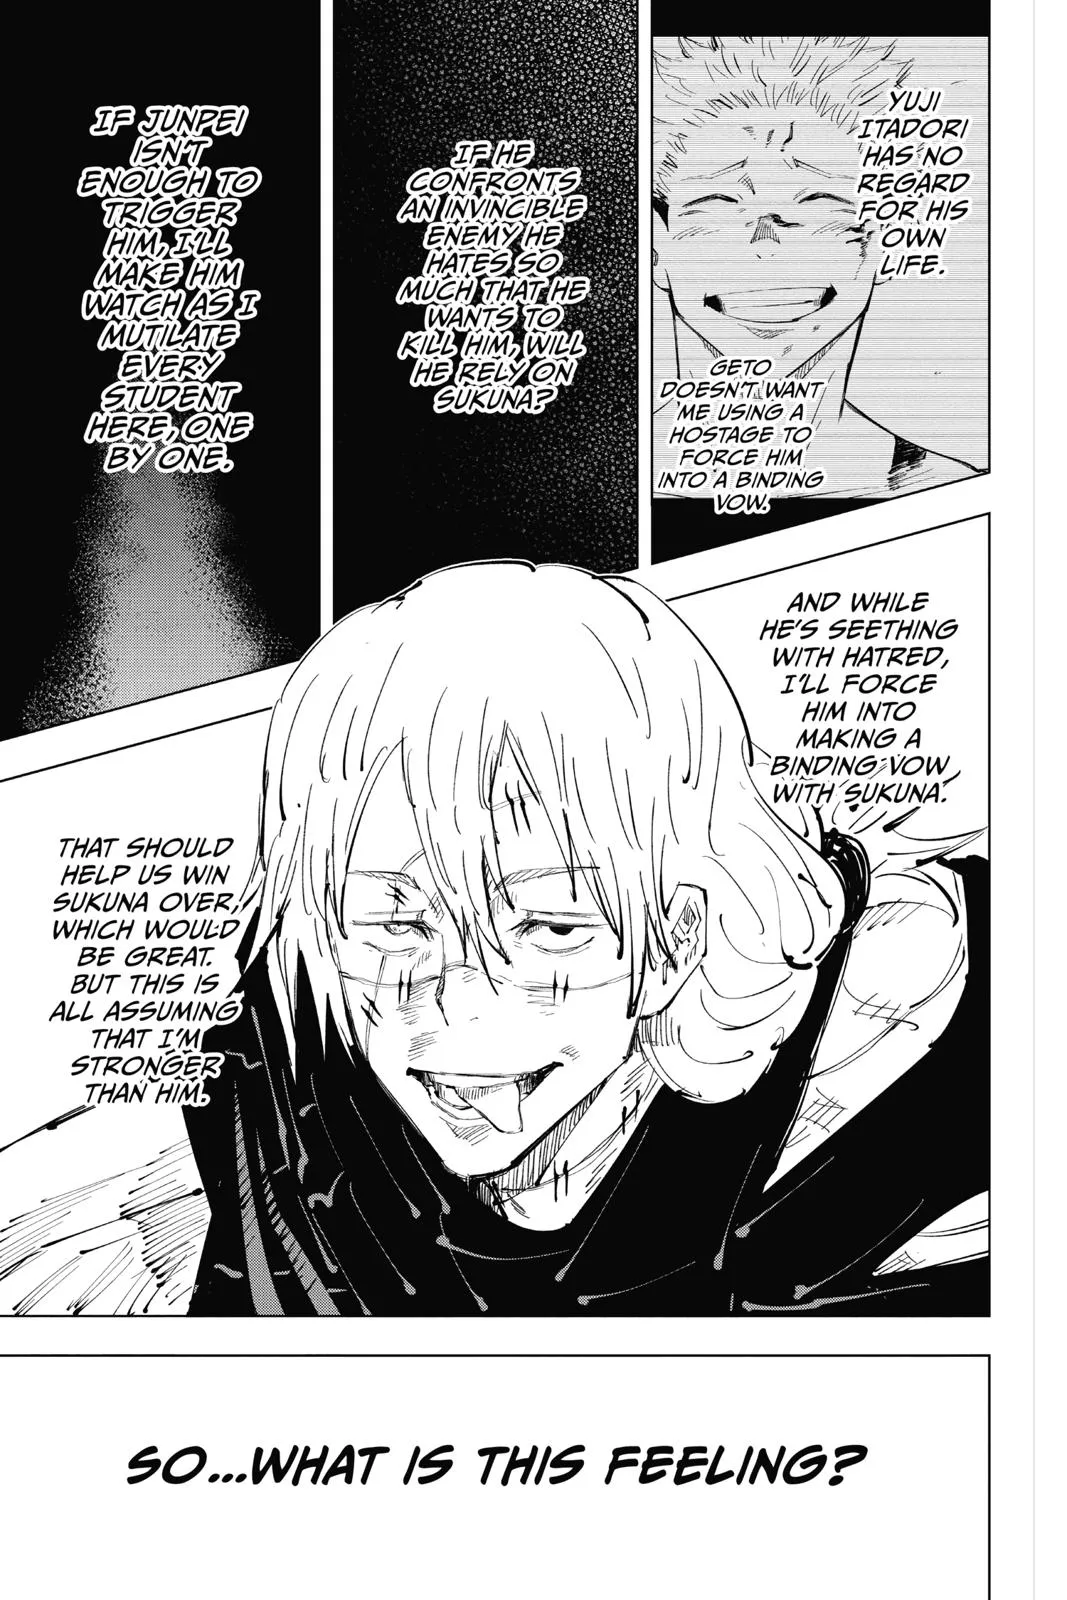 YUJI
ITADORI
HAS NO
REGARD
FOR HIS
OWN
LIFE.
GETO
DOESN'T WANT
ME USING A
HOSTAGE TO
FORCE HIM
INTO A BINDING
VOW.
IF HE
CONFRONTS
AN INVINCIBLE
ENEMY HE
HATES SO
MUCH THAT HE
WANTS TO
KILL HIM, WILL
HE RELY ON
SUKUNA?
IF JUNPEI
ISN'T
ENOUGH TO
TRIGGER
HIM, I'LL
MAKE HIM
WATCH AS I
MUTILATE
EVERY
STUDENT
HERE, ONE
BY ONE.
AND WHILE
HE'S SEETHING
WITH HATRED,
I'LL FORCE
HIM INTO
MAKING A
BINDING VOW
WITH SUKUNA.
THAT SHOULD
HELP US WIN
SUKUNA OVER,
WHICH WOULD
BE GREAT.
BUT THIS IS
ALL ASSUMING
THAT I'M
STRONGER
THAN HIM.
SO...WHAT IS THIS FEELING?